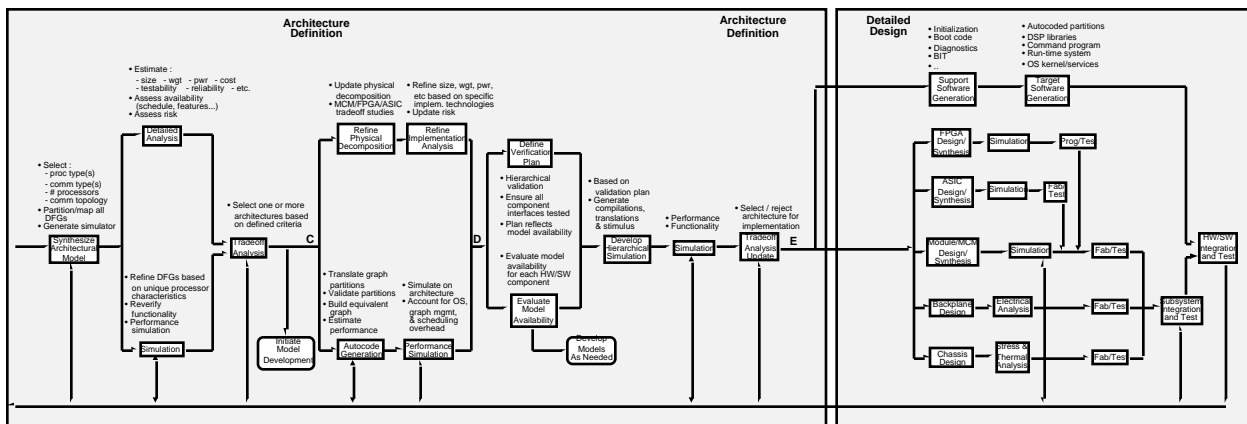 Architecture
Definition
Architecture
Definition
Detailed
Design
• Estimate :
- size - wgt - pwr - cost
- testability - reliability - etc.
• Assess availability
(schedule, features...)
• Assess risk
Detailed
Analysis
• Select :
- proc type(s)
- comm type(s)
- # processors
- comm topology
• Partition/map all
DFGs
• Generate simulator
Synthesize
Architectural
Model
• Refine DFGs based
on unique processor
characteristics
• Reverify
functionality
• Performance
simulation
Simulation
• Select one or more
architectures based
on defined criteria
Tradeoff
Analysis
C
Initiate
Model
Development
• Update physical
decomposition
• MCM/FPGA/ASIC
tradeoff studies
Refine
Physical
Decomposition
• Refine size, wgt, pwr,
etc based on specific
implem. technologies
• Update risk
Refine
Implementation
Analysis
• Translate graph
partitions
• Validate partitions
• Build equivalent
graph
• Estimate
performance
Autocode
Generation
• Simulate on
architecture
• Account for OS,
graph mgmt,
& scheduling
overhead
Performance
Simulation
D
Define
Verification
Plan
• Hierarchical
validation
• Ensure all
component
interfaces tested
• Plan reflects
model availability
• Evaluate model
availability
for each HW/SW
component
Evaluate
Model
Availability
Develop
Models
As Needed
• Based on
validation plan
• Generate
compilations,
translations
& stimulus
Develop
Hierarchical
Simulation
• Performance
• Functionality
Simulation
• Select / reject
architecture for
implementation
Tradeoff
Analysis
Update
E
• Initialization
• Boot code
• Diagnostics
• BIT
• ..
Support
Software
Generation
• Autocoded partitions
• DSP libraries
• Command program
• Run-time system
• OS kernel/services
Target
Software
Generation
FPGA
Design/
Synthesis
Simulation
Prog/Test
ASIC
Design/
Synthesis
Simulation
Fab/
Test
Module/MCM
Design/
Synthesis
Simulation
Fab/Test
Backplane
Design
Electrical
Analysis
Fab/Test
Chassis
Design
Stress &
Thermal
Analysis
Fab/Test
Subsystem
Integration
and Test
HW/SW
Integration
and Test